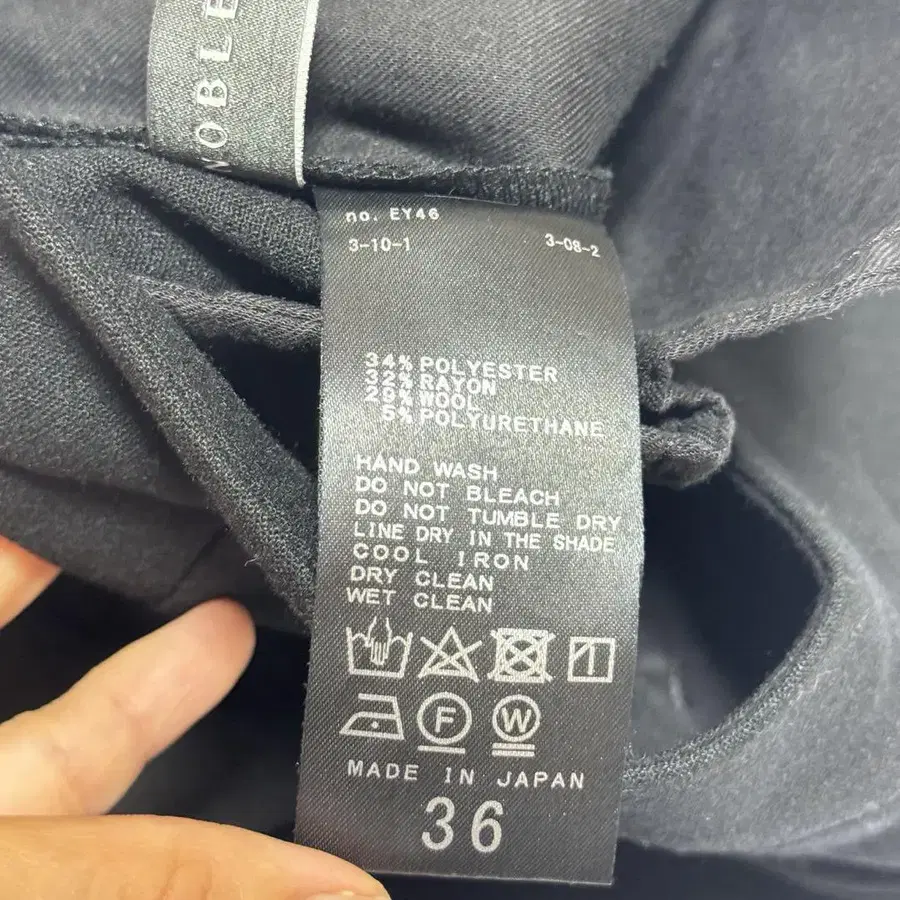 NOBLE
no. EY46
3-10-1 3-08-2
34% POLYESTER
32% RAYON
29% WOOL
5% POLYURETHANE
HAND WASH
DO NOT BLEACH
DO NOT TUMBLE DRY
LINE DRY IN THE SHADE
COOL IRON
DRY CLEAN
WET CLEAN
F W
MADE IN JAPAN
36